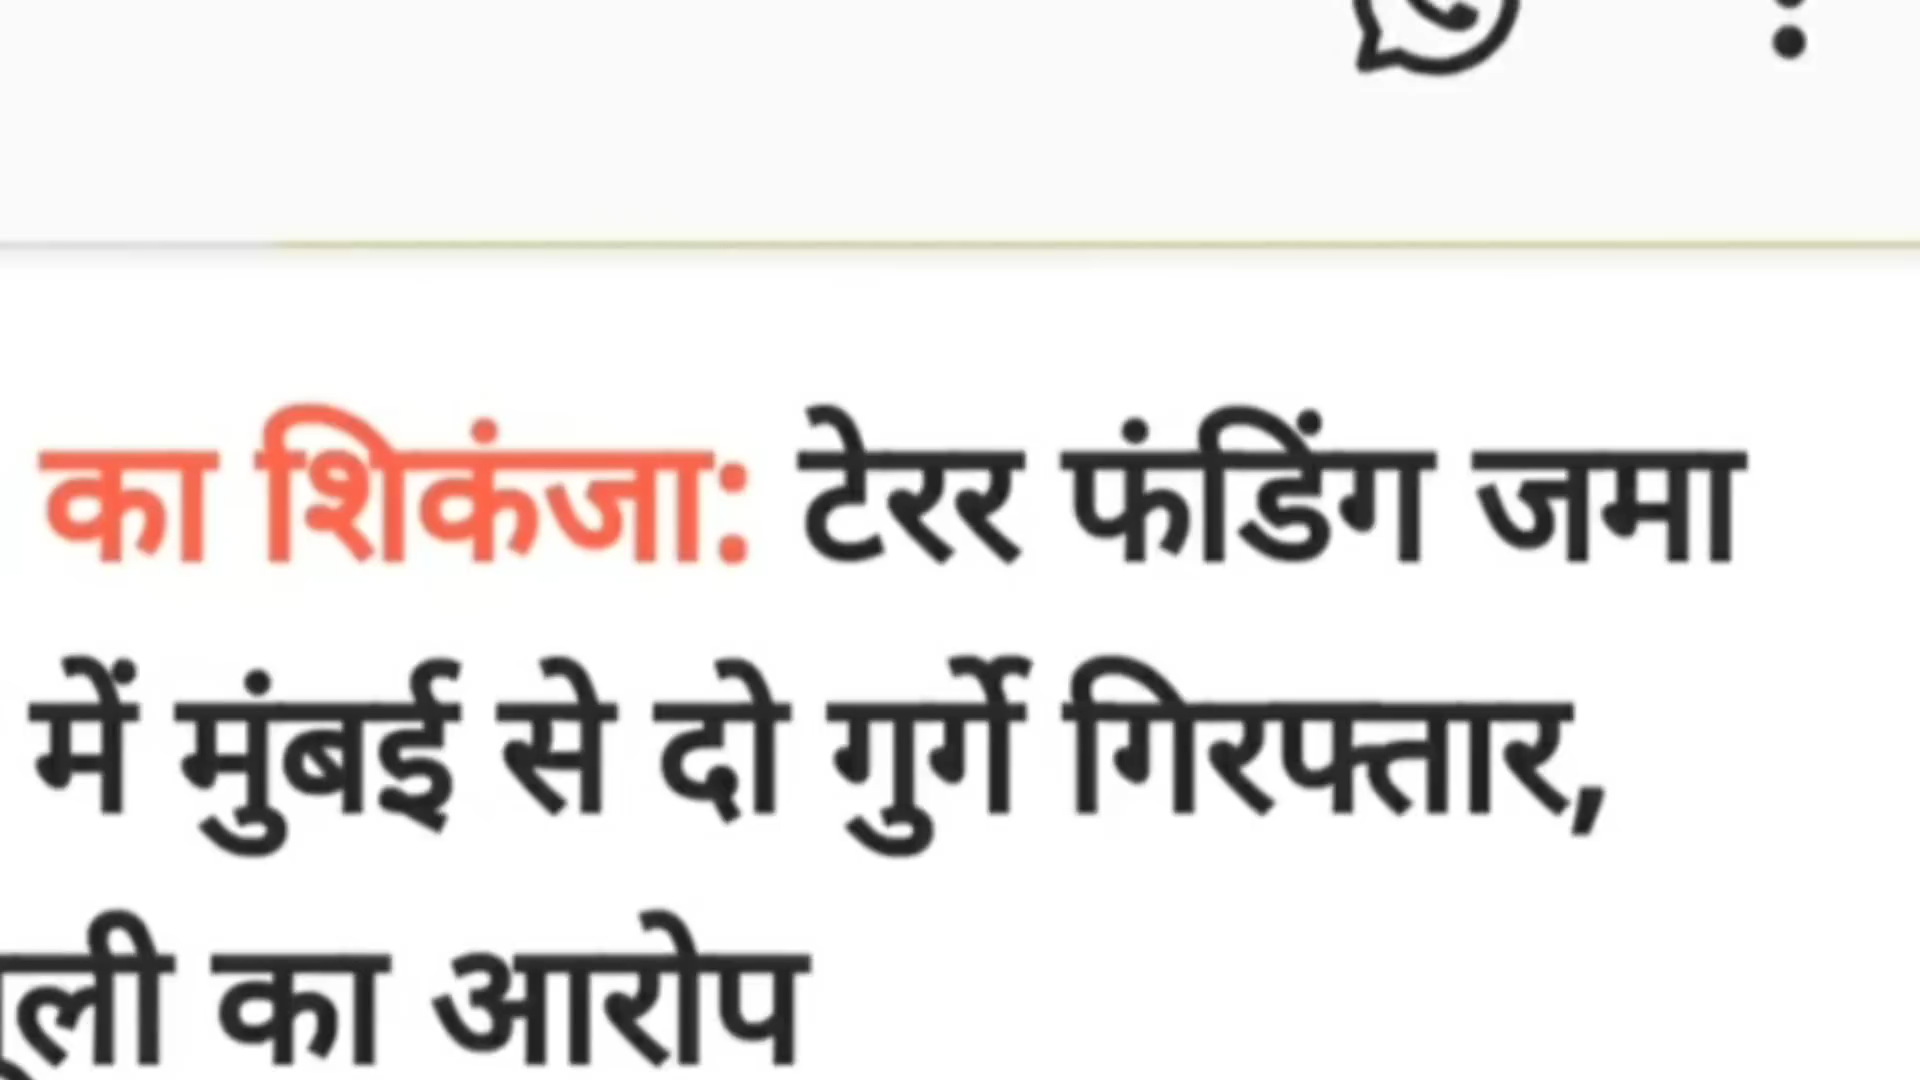 का शिकंजा: टेरर फंडिंग जमा
में मुंबई से दो गुर्गे गिरफ्तार,
का आरोप